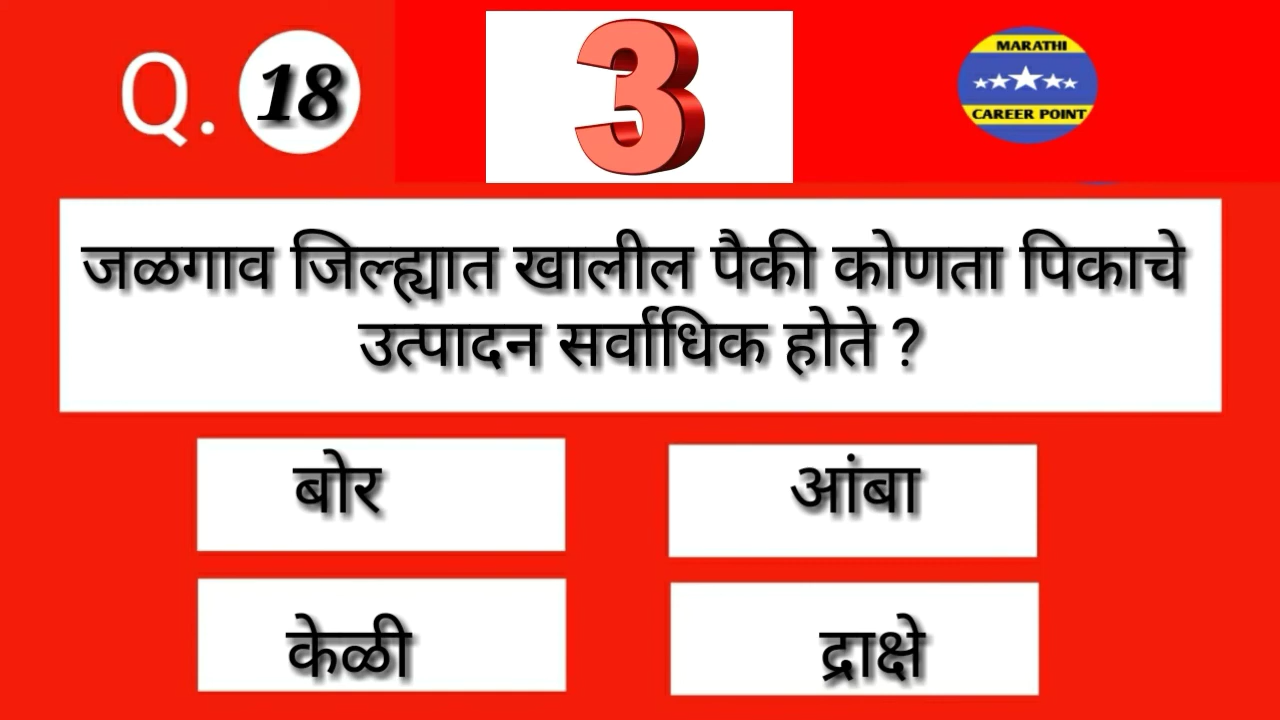 Q. 18
3
MARATHI
CAREER POINT
जळगाव जिल्ह्यात खालील पैकी कोणता पिकाचे
उत्पादन सर्वाधिक होते ?
बोर
आंबा
केळी
द्राक्षे